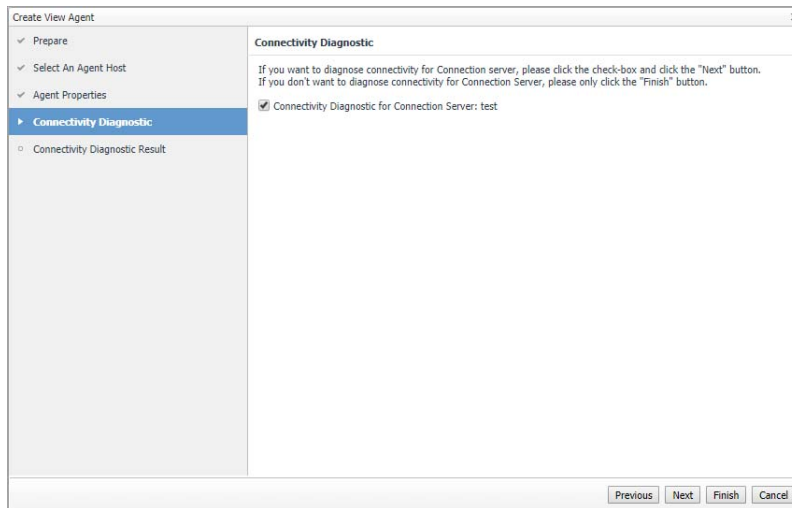 Create View Agent
Prepare
Select An Agent Host
Agent Properties
Connectivity Diagnostic
Connectivity Diagnostic Result
Connectivity Diagnostic
If you want to diagnose connectivity for Connection server, please click the check-box and click the "Next" button.
If you don't want to diagnose connectivity for Connection Server, please only click the "Finish" button.
Connectivity Diagnostic for Connection Server: test
Previous Next Finish Cancel